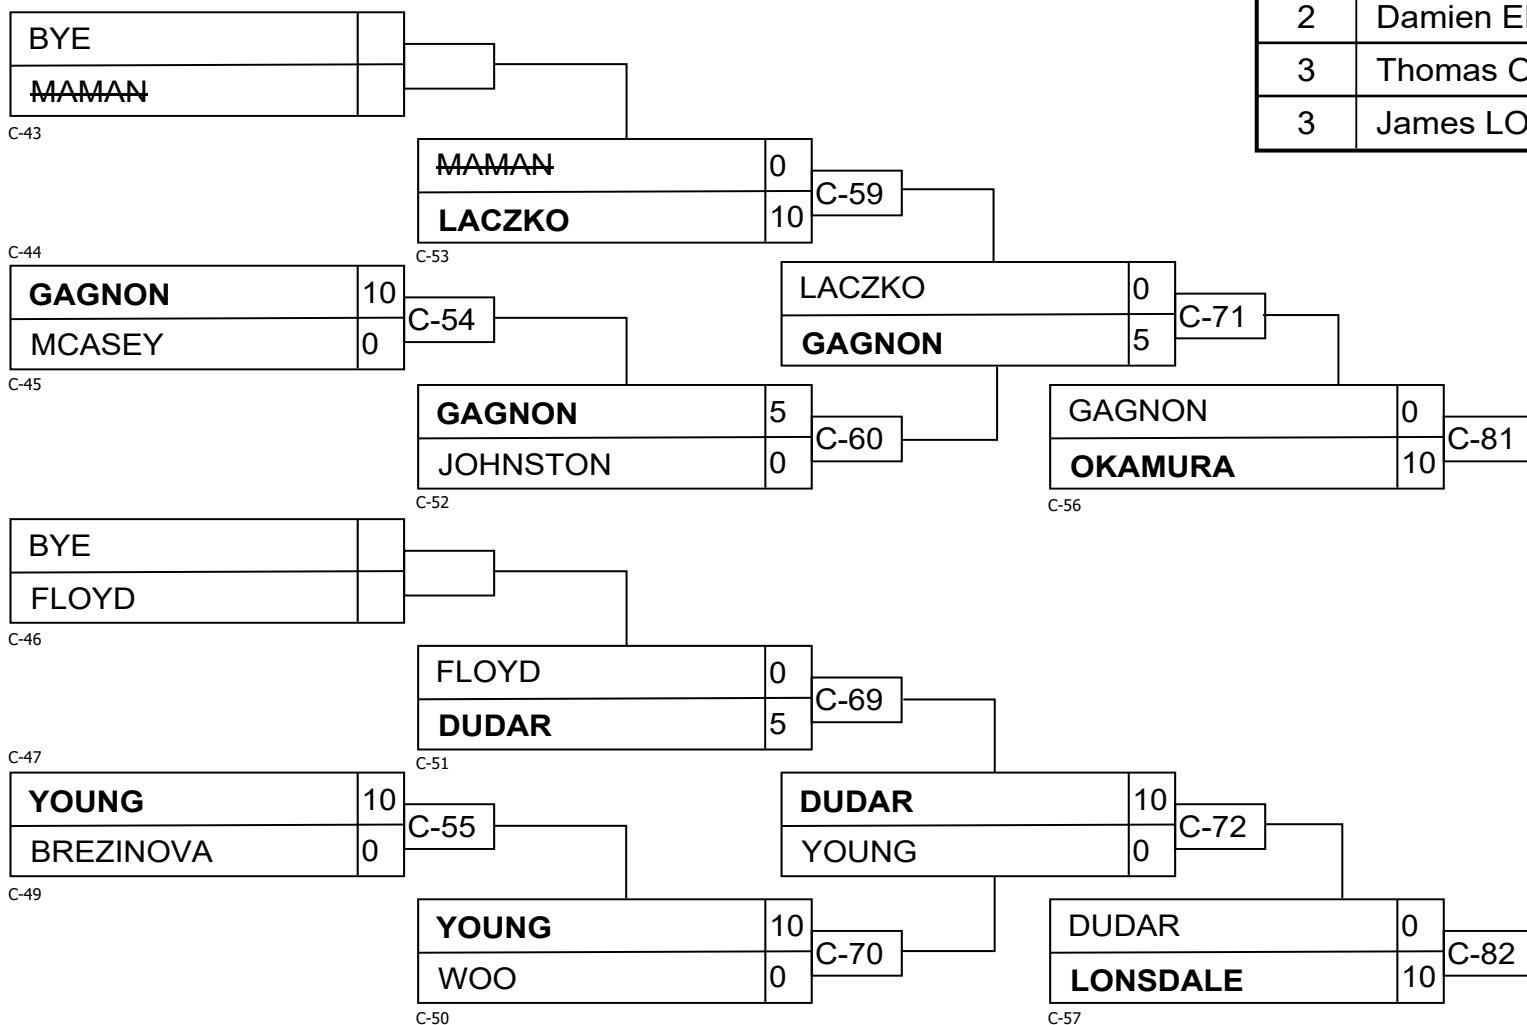 2 Damien
3 Thomas
3 James
BYE
MAMAN
C-43
MAMAN 0
LACZKO 10
C-59
C-53
C-44
GAGNON 10
MCASEY 0
C-54
C-45
LACZKO 0
GAGNON 5
C-71
GAGNON 5
JOHNSTON 0
C-60
C-52
GAGNON 0
OKAMURA 10
C-81
C-56
BYE
FLOYD
C-46
FLOYD 0
DUDAR 5
C-69
C-51
C-47
YOUNG 10
BREZINOVA 0
C-55
C-49
DUDAR 10
YOUNG 0
C-72
YOUNG 10
WOO 0
C-70
C-50
DUDAR 0
LONSDALE 10
C-82
C-57